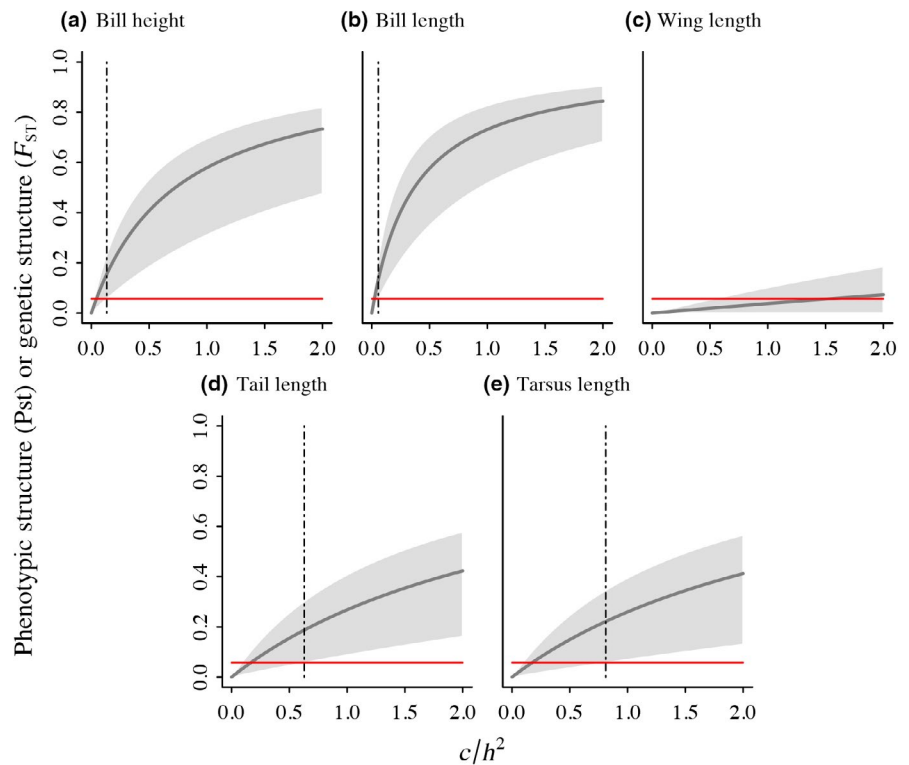 (a) Bill height
(b) Bill length
(c) Wing length
Phenotypic structure (Pst) or genetic structure (F_ST)
0.0 0.2 0.4 0.6 0.8 1.0
0.0 0.5 1.0 1.5 2.0
0.0 0.5 1.0 1.5 2.0
0.0 0.5 1.0 1.5 2.0
(d) Tail length
(e) Tarsus length
0.0 0.2 0.4 0.6 0.8 1.0
0.0 0.5 1.0 1.5 2.0
0.0 0.5 1.0 1.5 2.0
c/h²